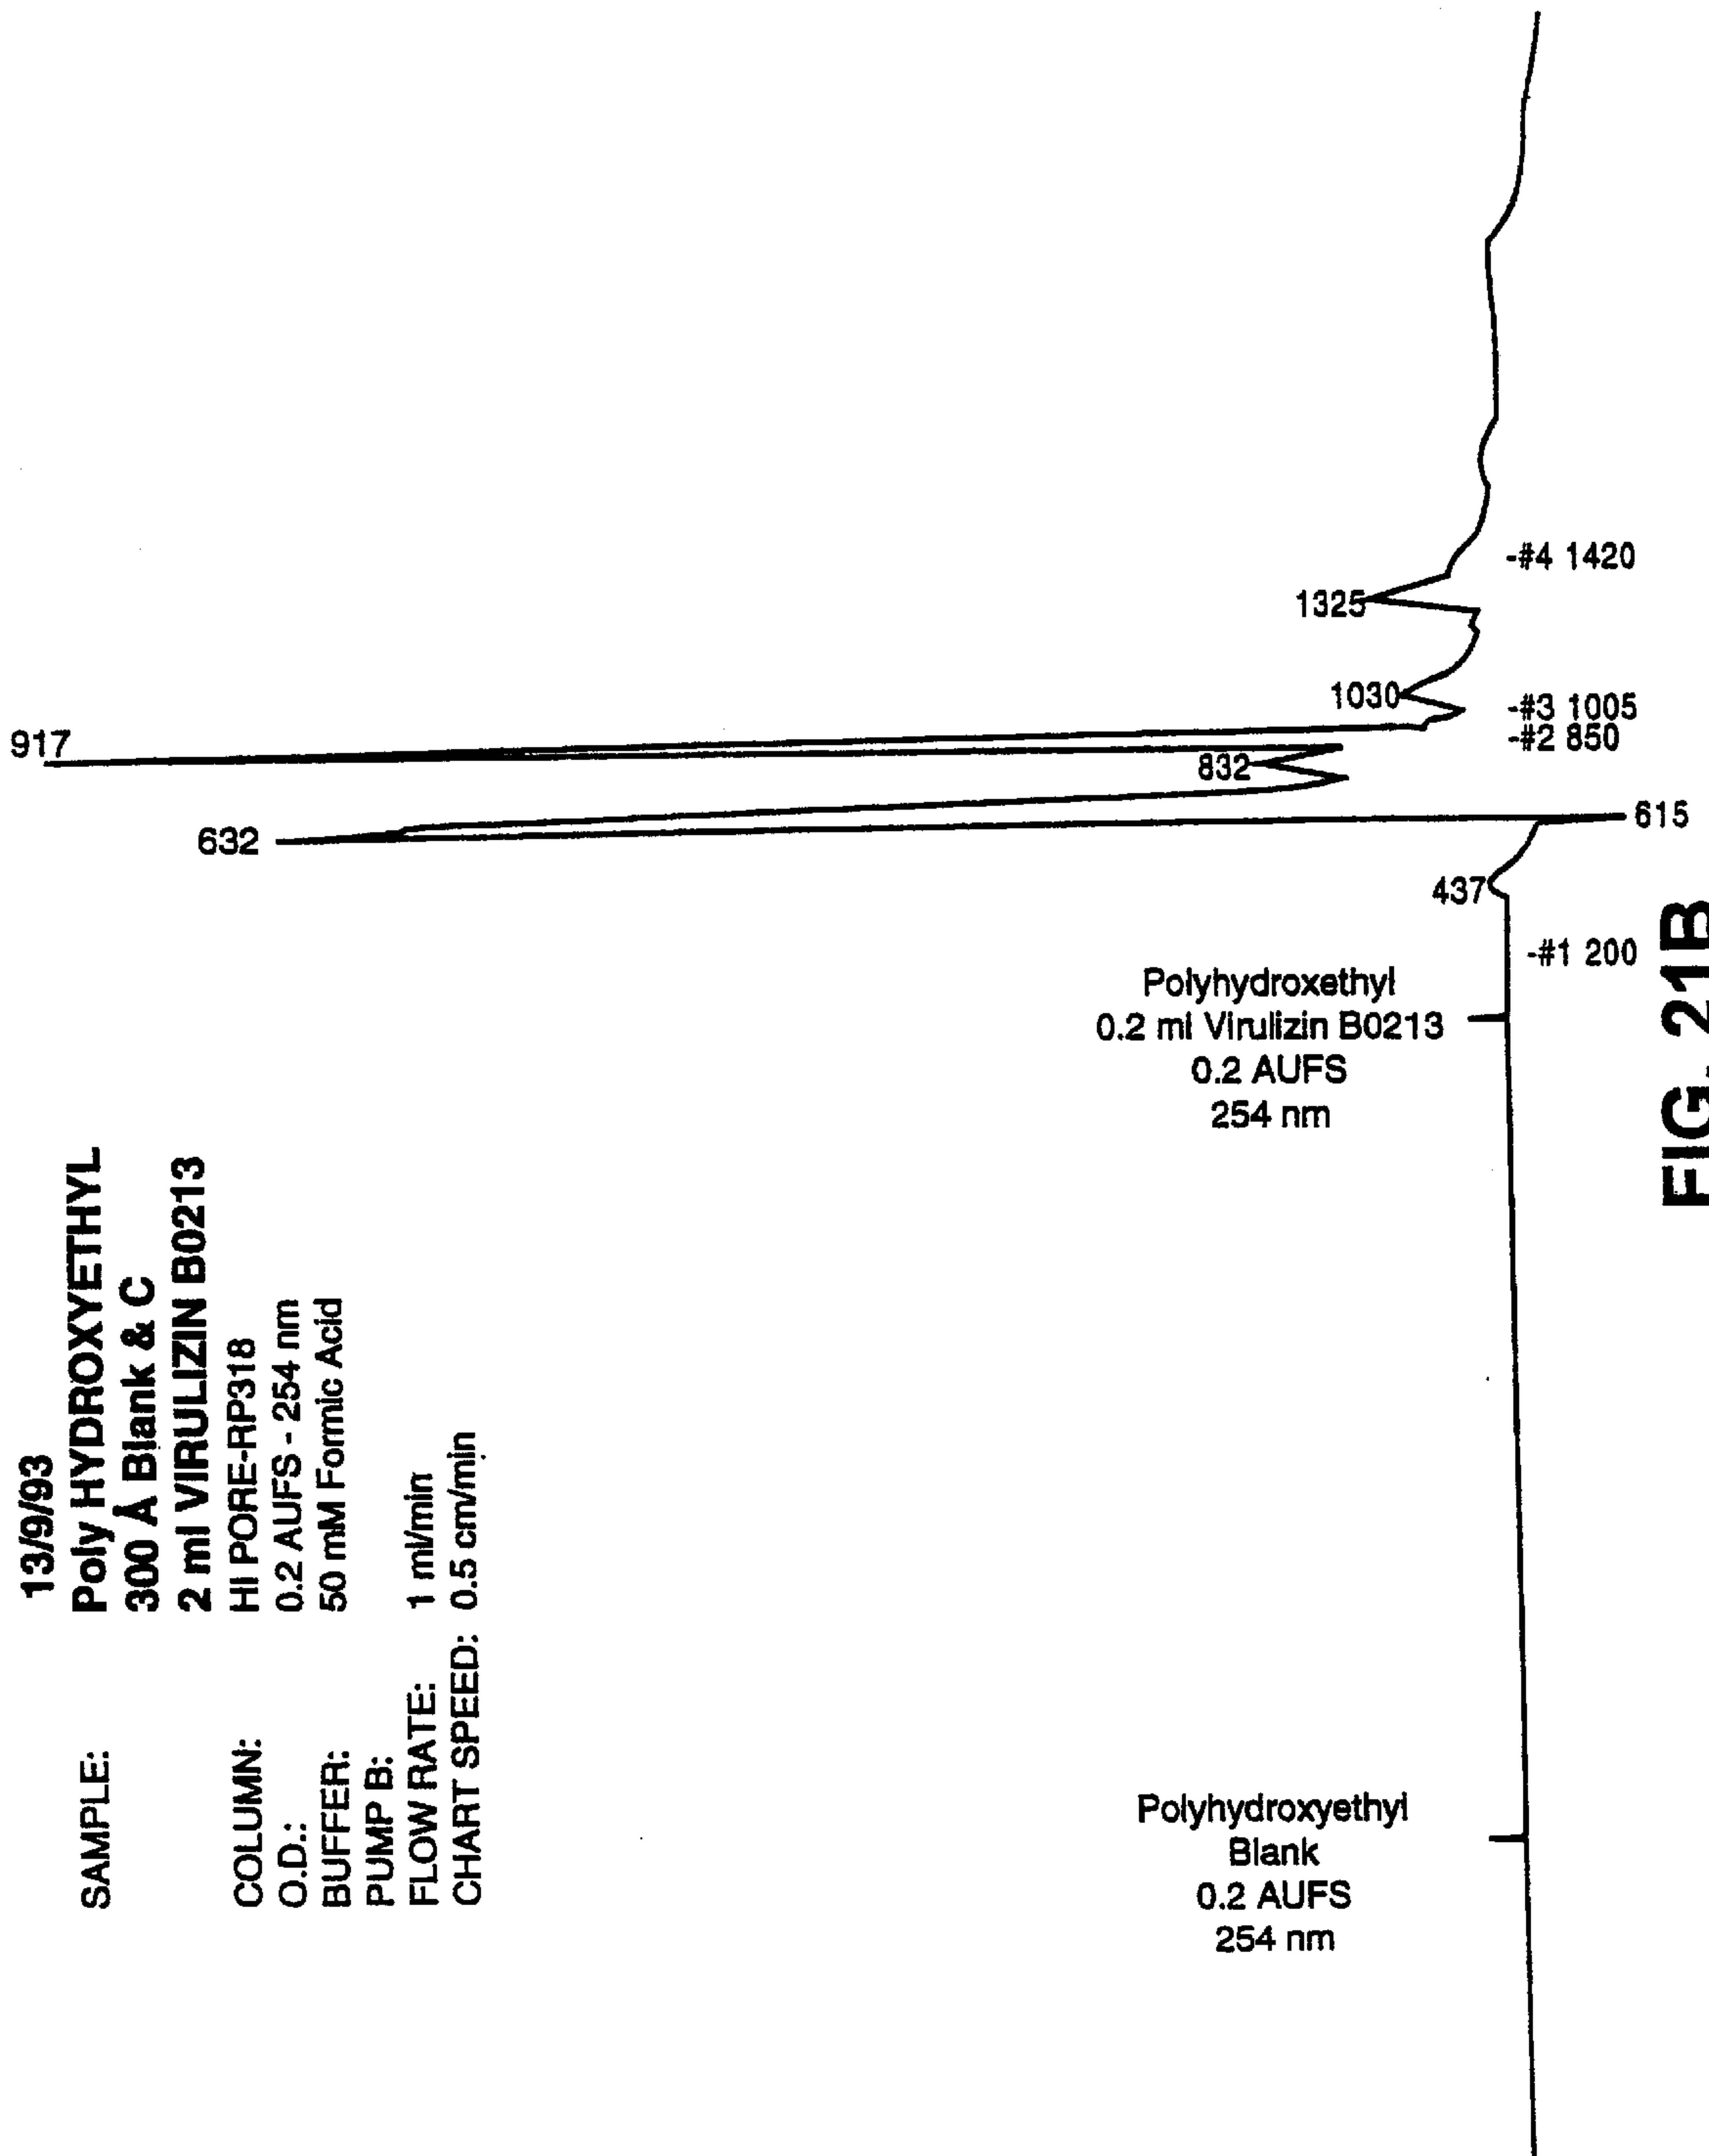 13/9/93
SAMPLE: Poly HYDROXYETHYL
300 Å Blank & C
2 ml VIRULIZIN B0213
COLUMN: HI PORE-RP318
O.D.: 0.2 AUFS - 254 nm
BUFFER: 50 mM Formic Acid
PUMP B:
FLOW RATE: 1 ml/min
CHART SPEED: 0.5 cm/min
917
632
832
1030
1325
-#4 1420
-#3 1005
-#2 850
615
437
-#1 200
Polyhydroxethyl
0.2 ml Virulizin B0213
0.2 AUFS
254 nm
Polyhydroxyethyl
Blank
0.2 AUFS
254 nm
FIG. 21B